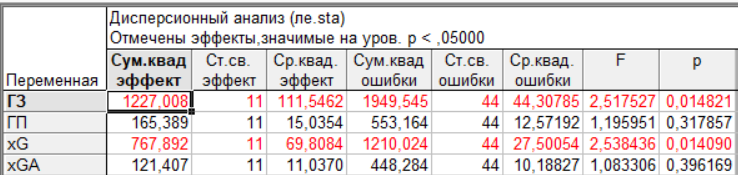 Дисперсионный анализ (ле.sta)
Отмечены эффекты,значимые на уров. p < ,05000
Переменная Сум.квад эффект Ст.св. эффект Ср.квад. эффект Сум.квад ошибки Ст.св. ошибки Ср.квад. ошибки F p
ГЗ 1227,008 11 111,5462 1949,545 44 44,30785 2,517527 0,014821
ГП 165,389 11 15,0354 553,164 44 12,57192 1,195951 0,317857
xG 767,892 11 69,8084 1210,024 44 27,50054 2,538436 0,014090
xGA 121,407 11 11,0370 448,284 44 10,18827 1,083306 0,396169